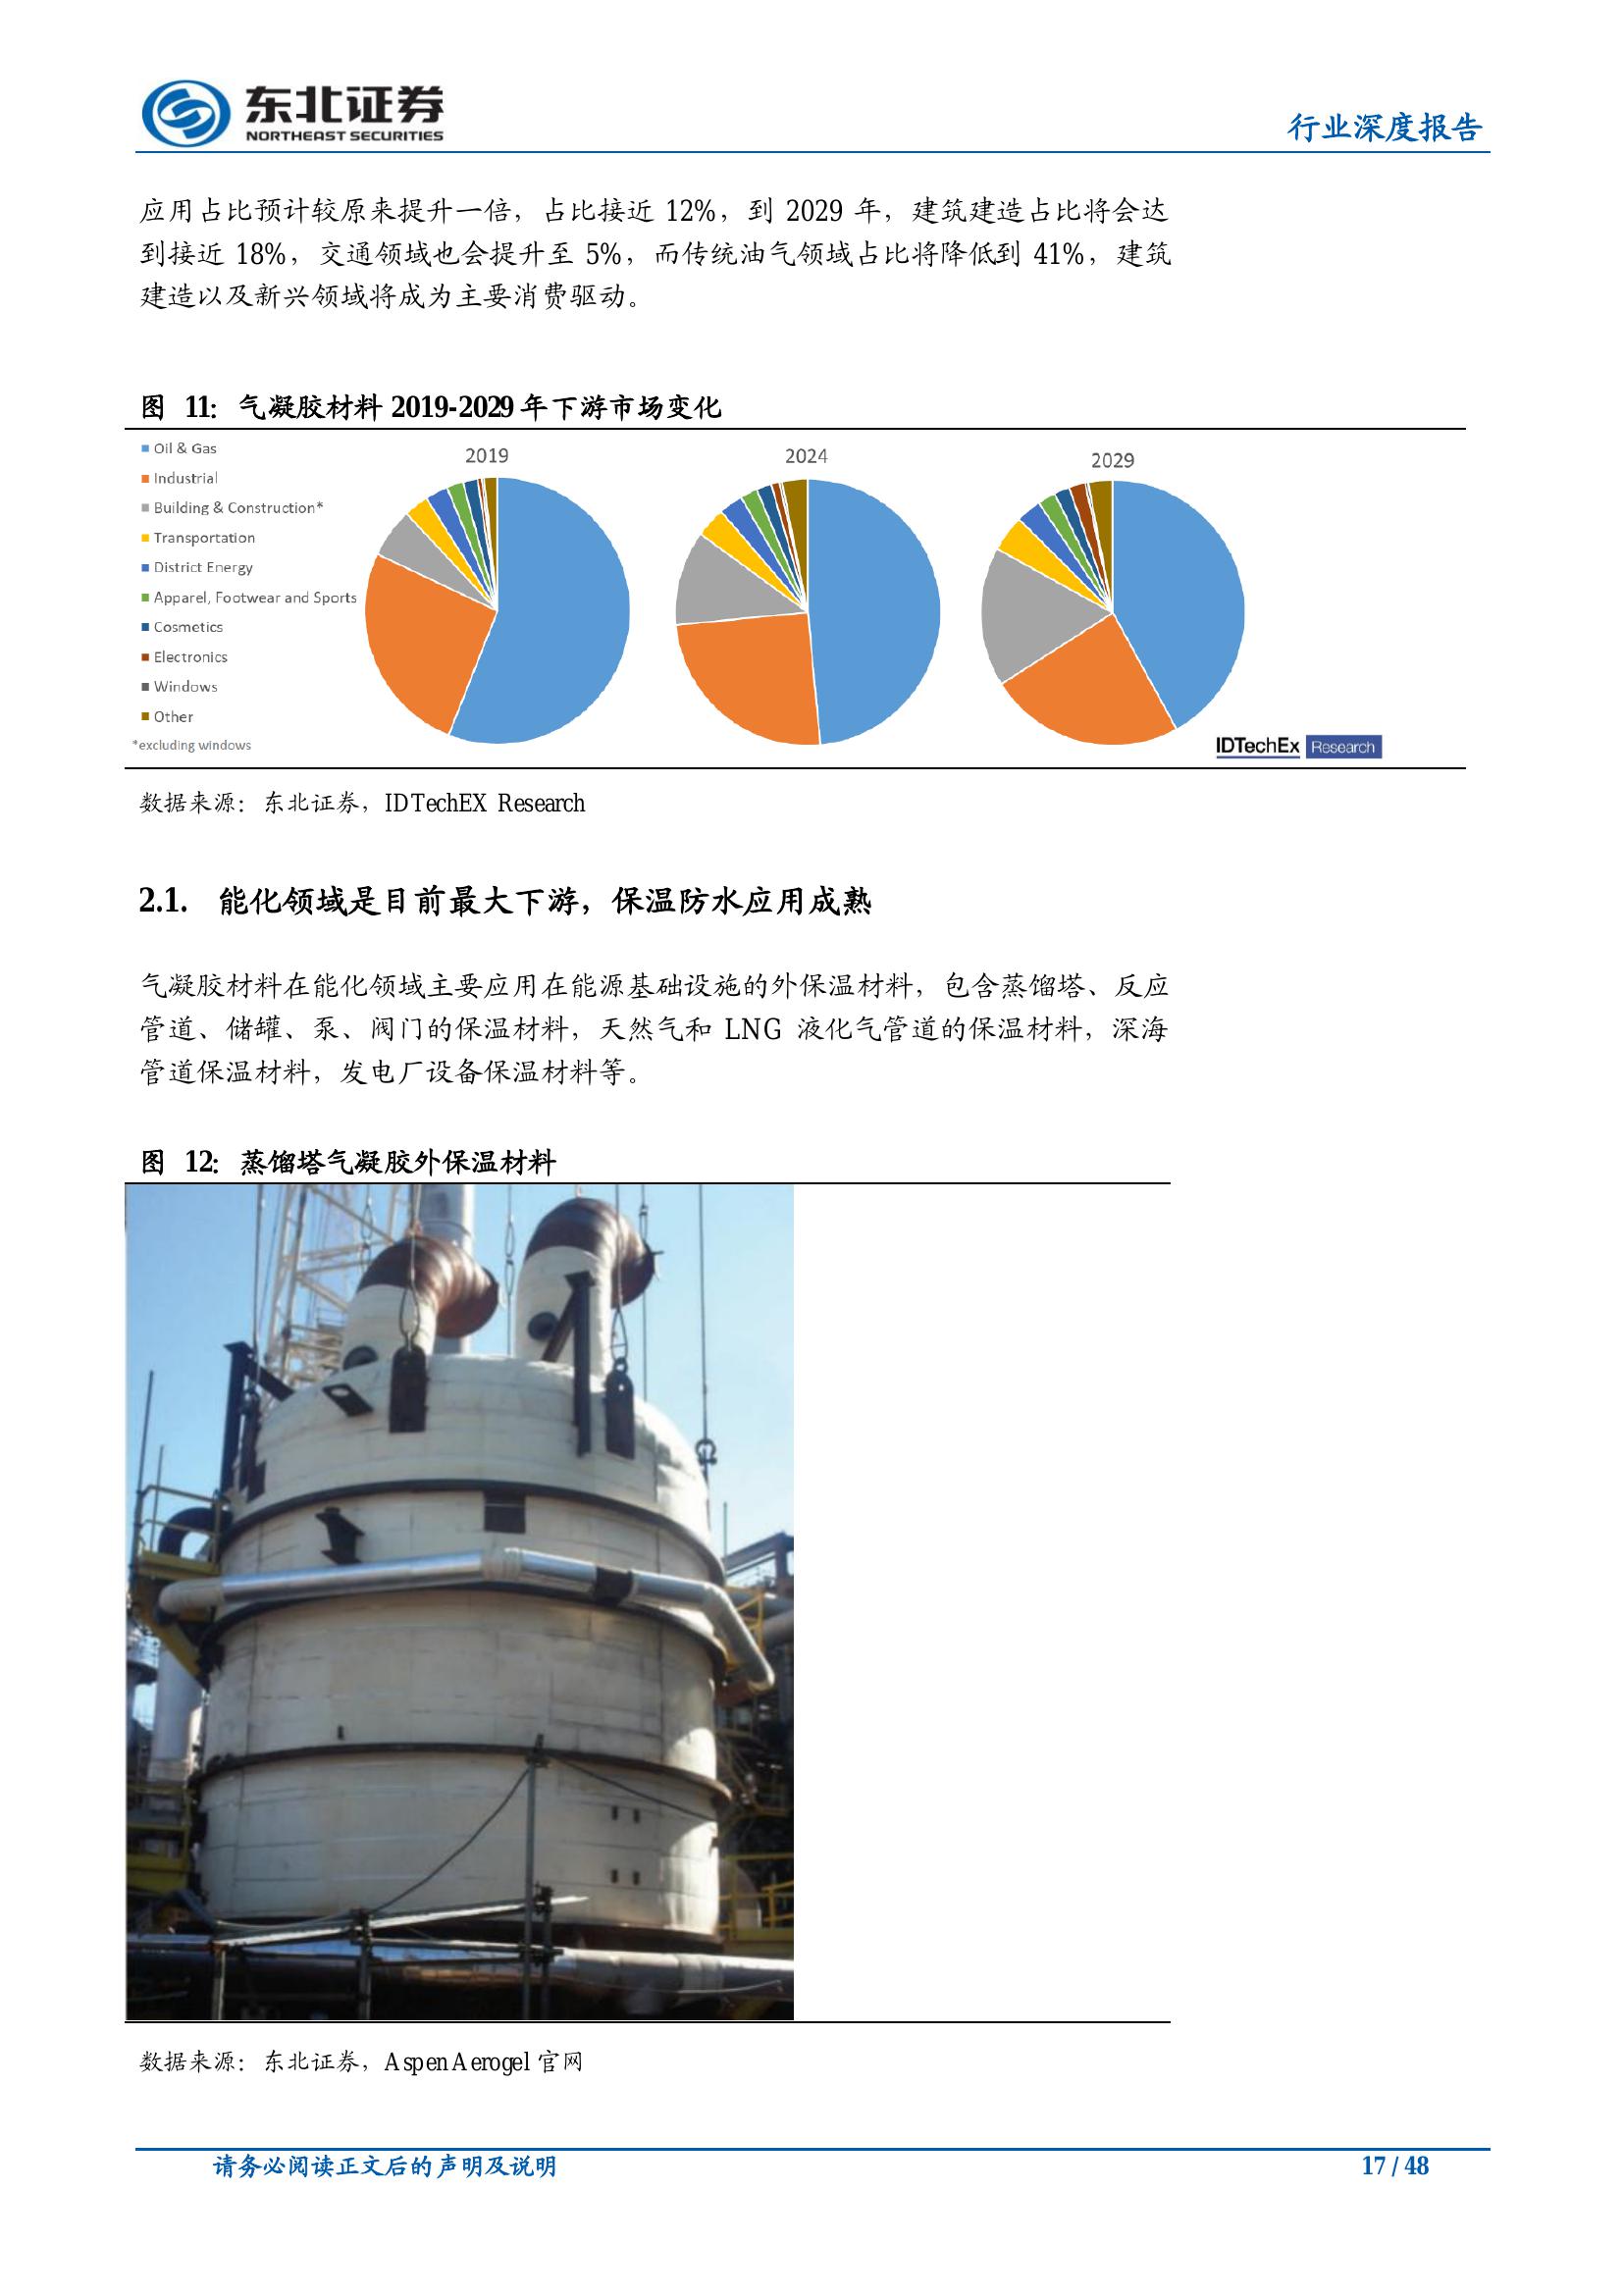 东北证券
NORTHEAST SECURITIES
行业深度报告
应用占比预计较原来提升一倍，占比接近 12%，到 2029 年，建筑建造占比将会达
到接近 18%，交通领域也会提升至 5%，而传统油气领域占比将降低到 41%，建筑
建造以及新兴领域将成为主要消费驱动。
图 11：气凝胶材料 2019-2029 年下游市场变化
Oil & Gas
Industrial
Building & Construction*
Transportation
District Energy
Apparel, Footwear and Sports
Cosmetics
Electronics
Windows
Other
*excluding windows
2019
2024
2029
IDTechEx Research
数据来源：东北证券，IDTechEX Research
2.1. 能化领域是目前最大下游，保温防水应用成熟
气凝胶材料在能化领域主要应用在能源基础设施的外保温材料，包含蒸馏塔、反应
管道、储罐、泵、阀门的保温材料，天然气和 LNG 液化气管道的保温材料，深海
管道保温材料，发电厂设备保温材料等。
图 12：蒸馏塔气凝胶外保温材料
数据来源：东北证券，Aspen Aerogel 官网
请务必阅读正文后的声明及说明
17 / 48